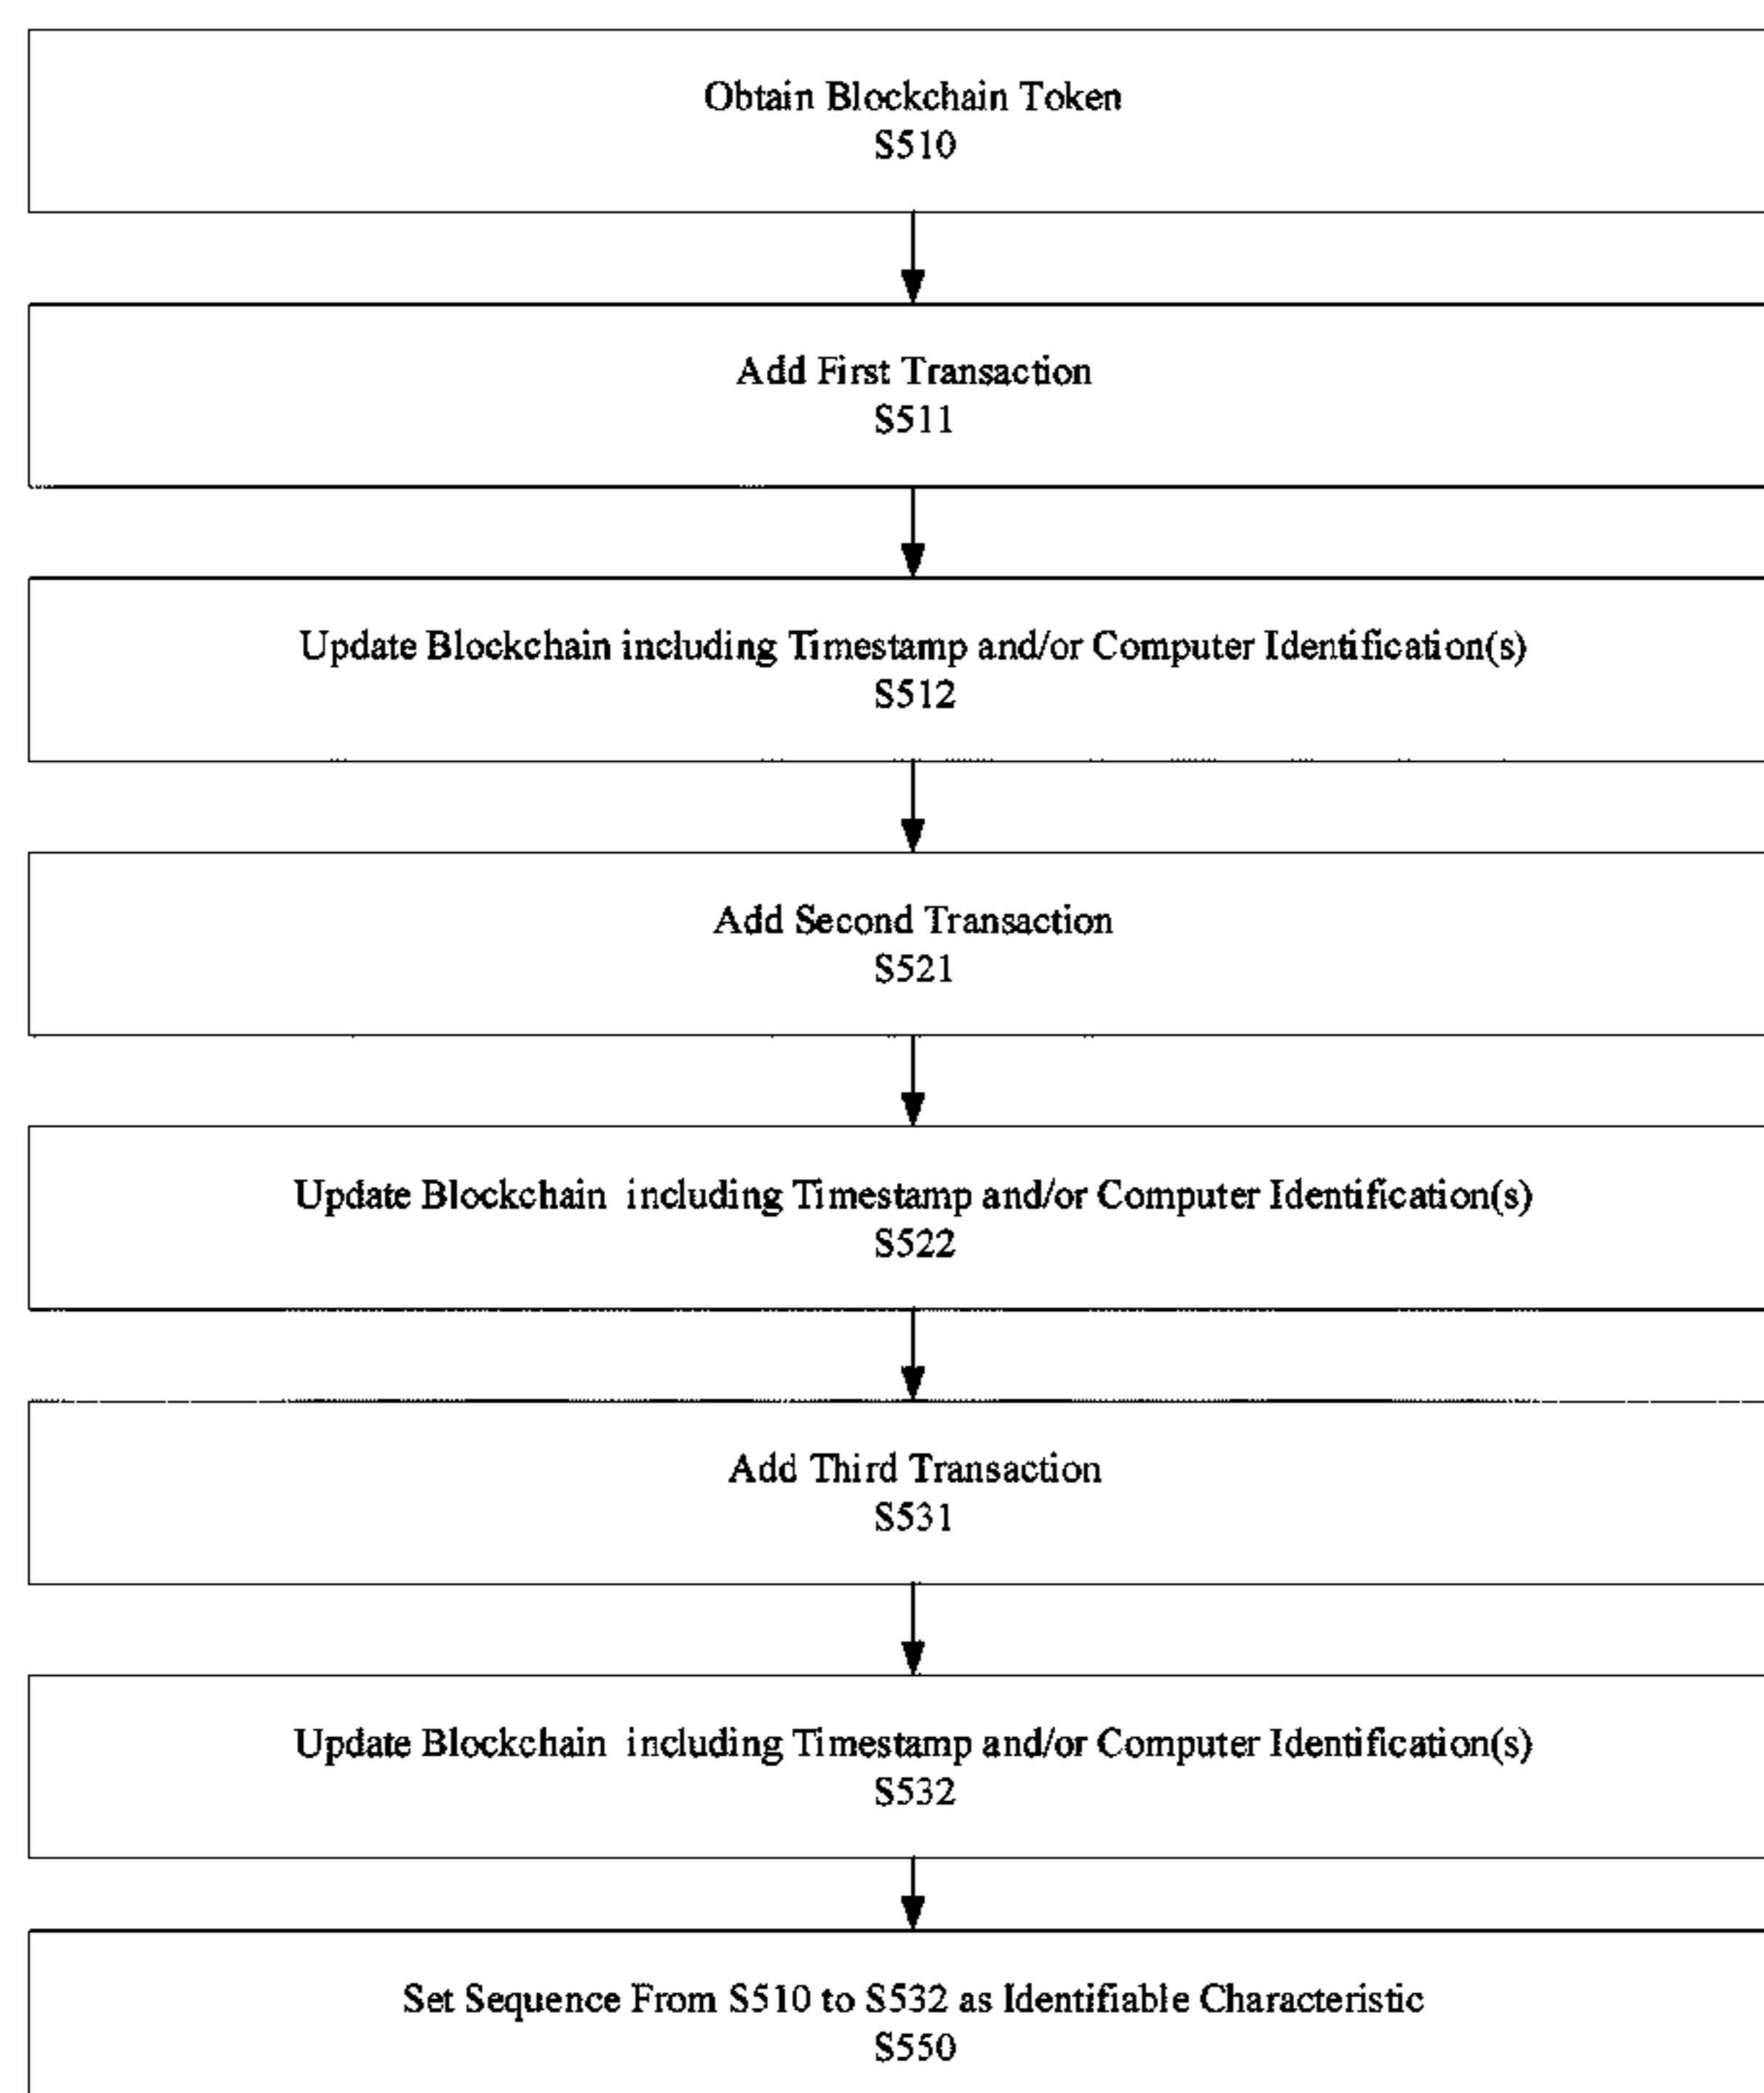 Obtain Blockchain Token
S510
Add First Transaction
S511
Update Blockchain including Timestamp and/or Computer Identification(s)
S512
Add Second Transaction
S521
Update Blockchain including Timestamp and/or Computer Identification(s)
S522
Add Third Transaction
S531
Update Blockchain including Timestamp and/or Computer Identification(s)
S532
Set Sequence From S510 to S532 as Identifiable Characteristic
S550